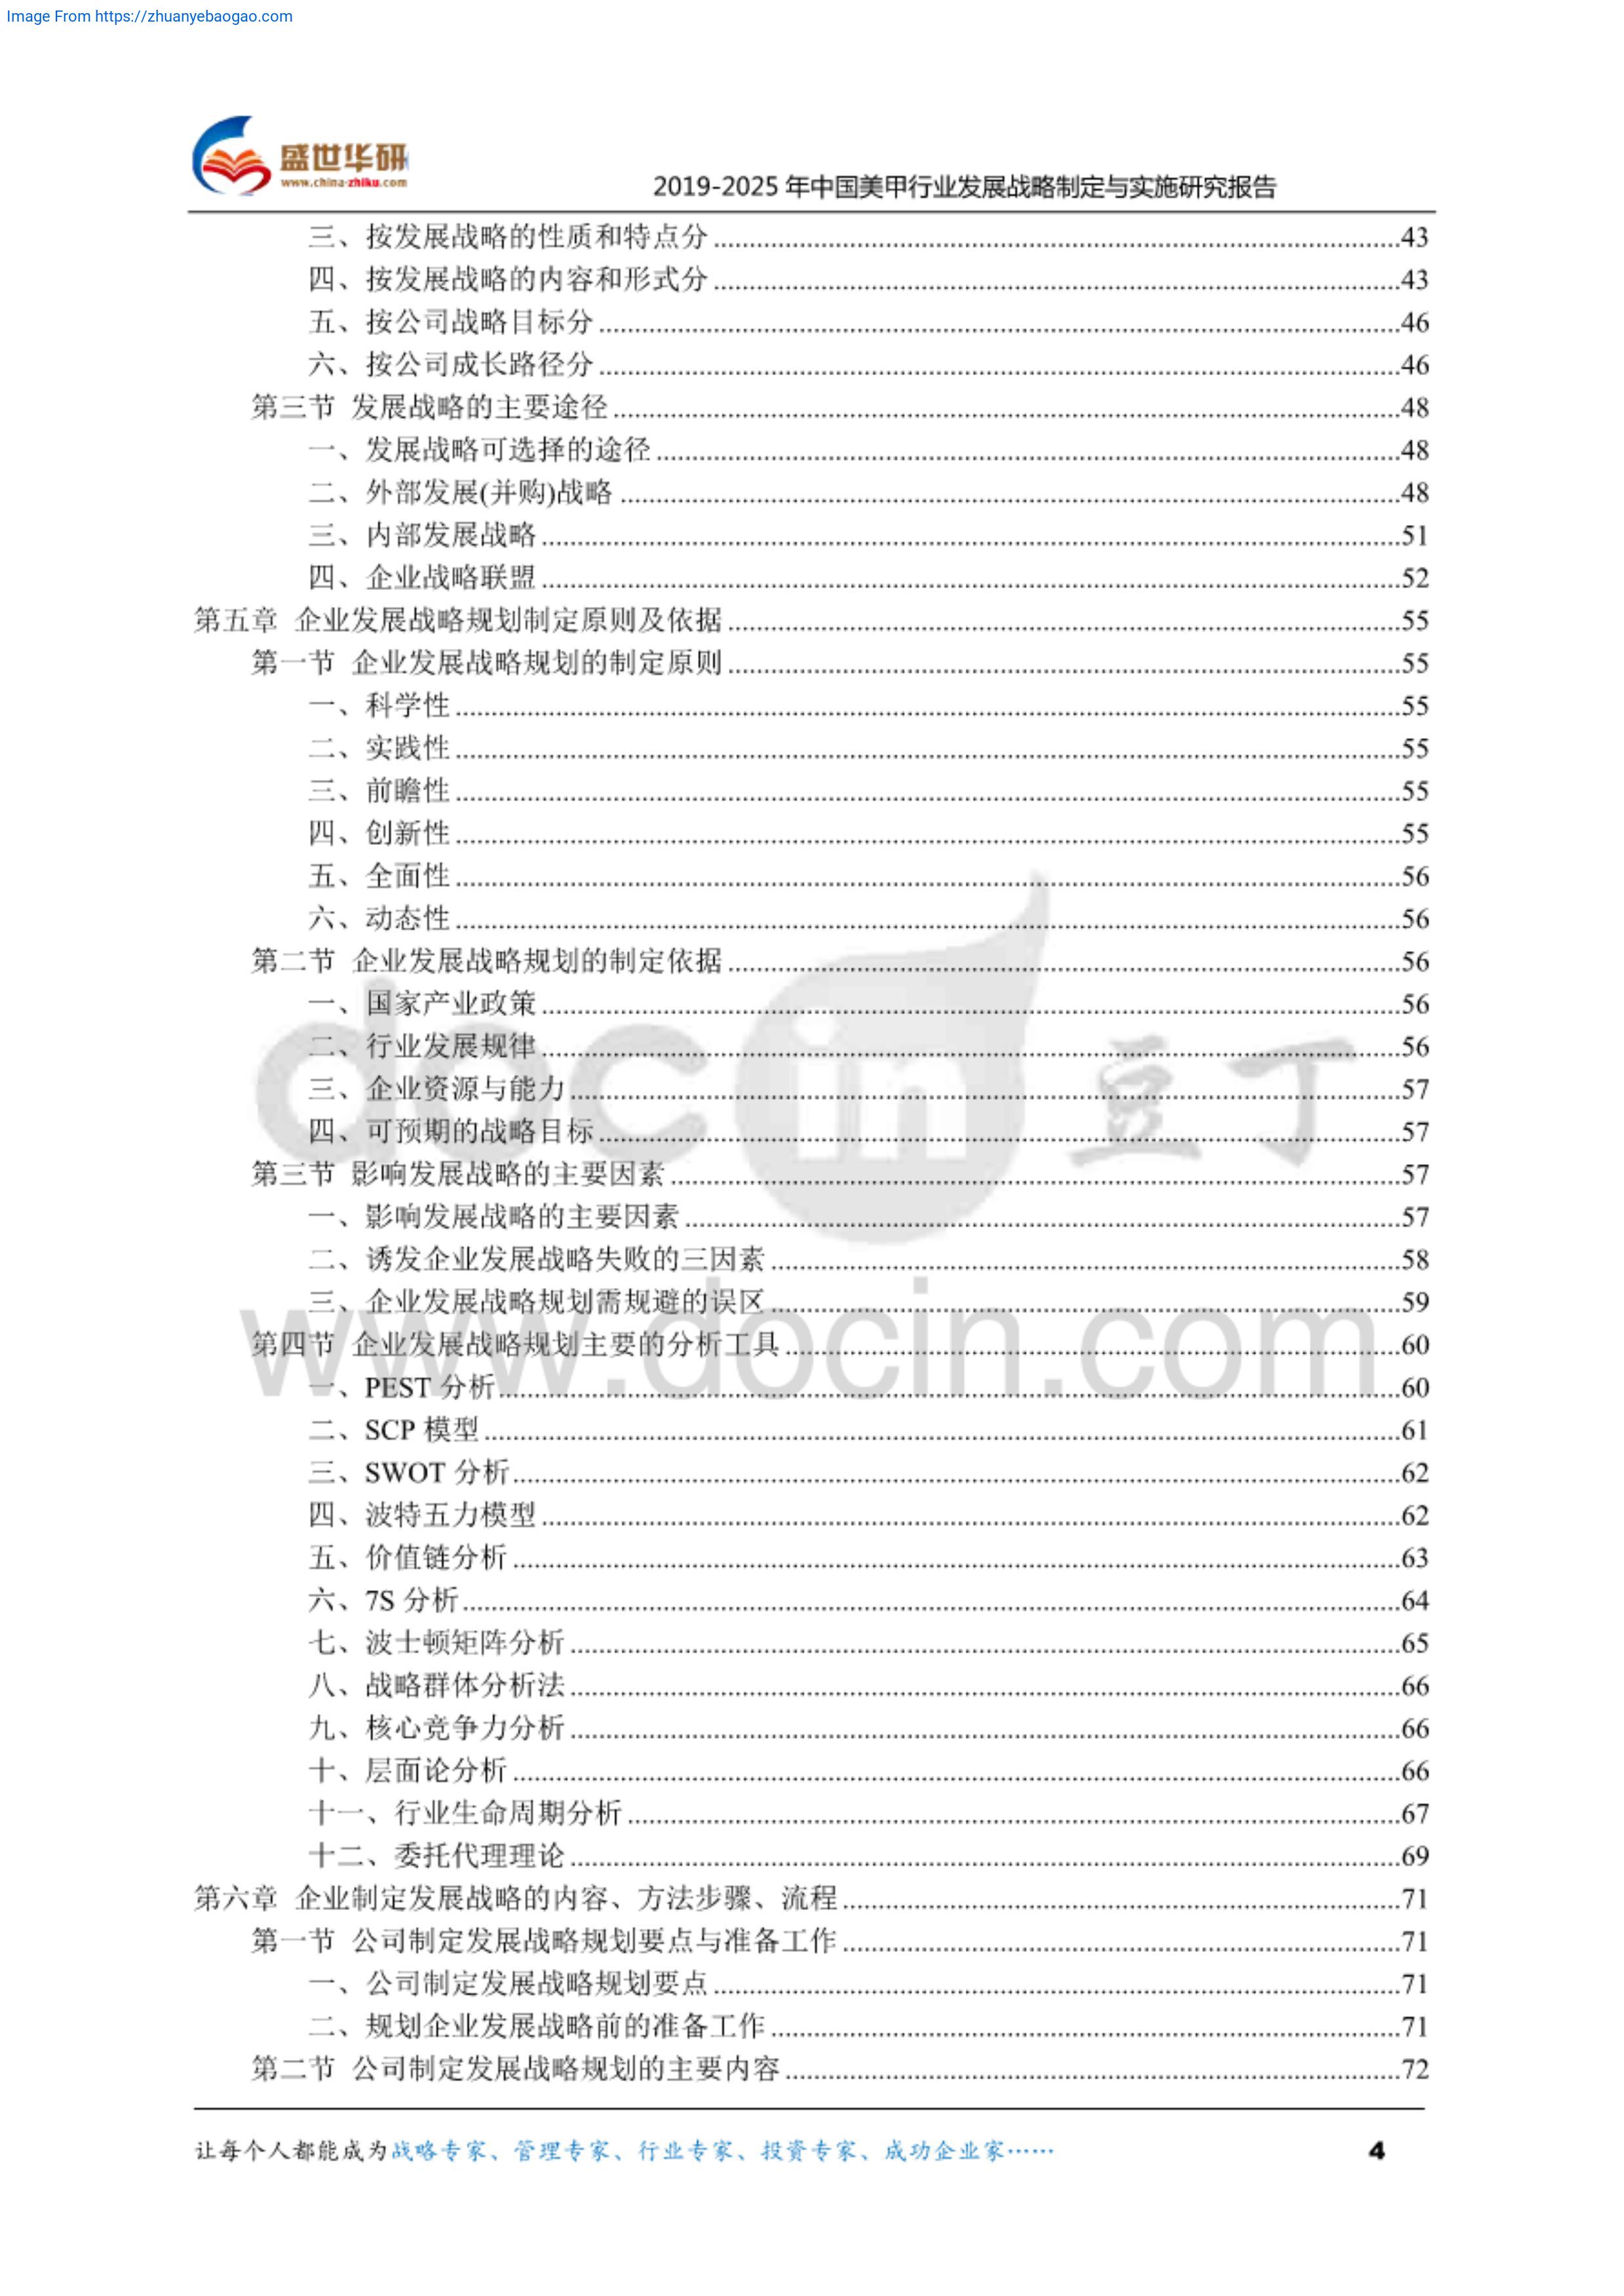 Image From https://zhuanyebaogao.com
盛世华研
www.china-zhiku.com
2019-2025 年中国美甲行业发展战略制定与实施研究报告
三、按发展战略的性质和特点分........43
四、按发展战略的内容和形式分........43
五、按公司战略目标分........46
六、按公司成长路径分........46
第三节 发展战略的主要途径........48
一、发展战略可选择的途径........48
二、外部发展(并购)战略........48
三、内部发展战略........51
四、企业战略联盟........52
第五章 企业发展战略规划制定原则及依据........55
第一节 企业发展战略规划的制定原则........55
一、科学性........55
二、实践性........55
三、前瞻性........55
四、创新性........55
五、全面性........56
六、动态性........56
第二节 企业发展战略规划的制定依据........56
一、国家产业政策........56
二、行业发展规律........56
三、企业资源与能力........57
四、可预期的战略目标........57
第三节 影响发展战略的主要因素........57
一、影响发展战略的主要因素........57
二、诱发企业发展战略失败的三因素........58
三、企业发展战略规划需规避的误区........59
第四节 企业发展战略规划主要的分析工具........60
一、PEST 分析........60
二、SCP 模型........61
三、SWOT 分析........62
四、波特五力模型........62
五、价值链分析........63
六、7S 分析........64
七、波士顿矩阵分析........65
八、战略群体分析法........66
九、核心竞争力分析........66
十、层面论分析........66
十一、行业生命周期分析........67
十二、委托代理理论........69
第六章 企业制定发展战略的内容、方法步骤、流程........71
第一节 公司制定发展战略规划要点与准备工作........71
一、公司制定发展战略规划要点........71
二、规划企业发展战略前的准备工作........71
第二节 公司制定发展战略规划的主要内容........72
docin 豆丁
www.docin.com
让每个人都能成为战略专家、管理专家、行业专家、投资专家、成功企业家…… 4